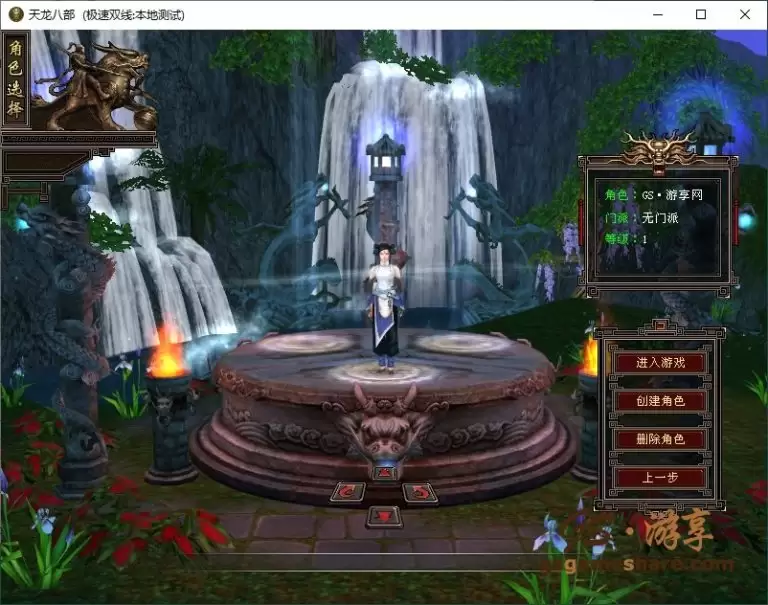 天龙八部 (极速双线:本地测试)
角色选择
角色：GS·游享网
门派：无门派
等级：1
进入游戏
创建角色
删除角色
上一步
·游享
share.com